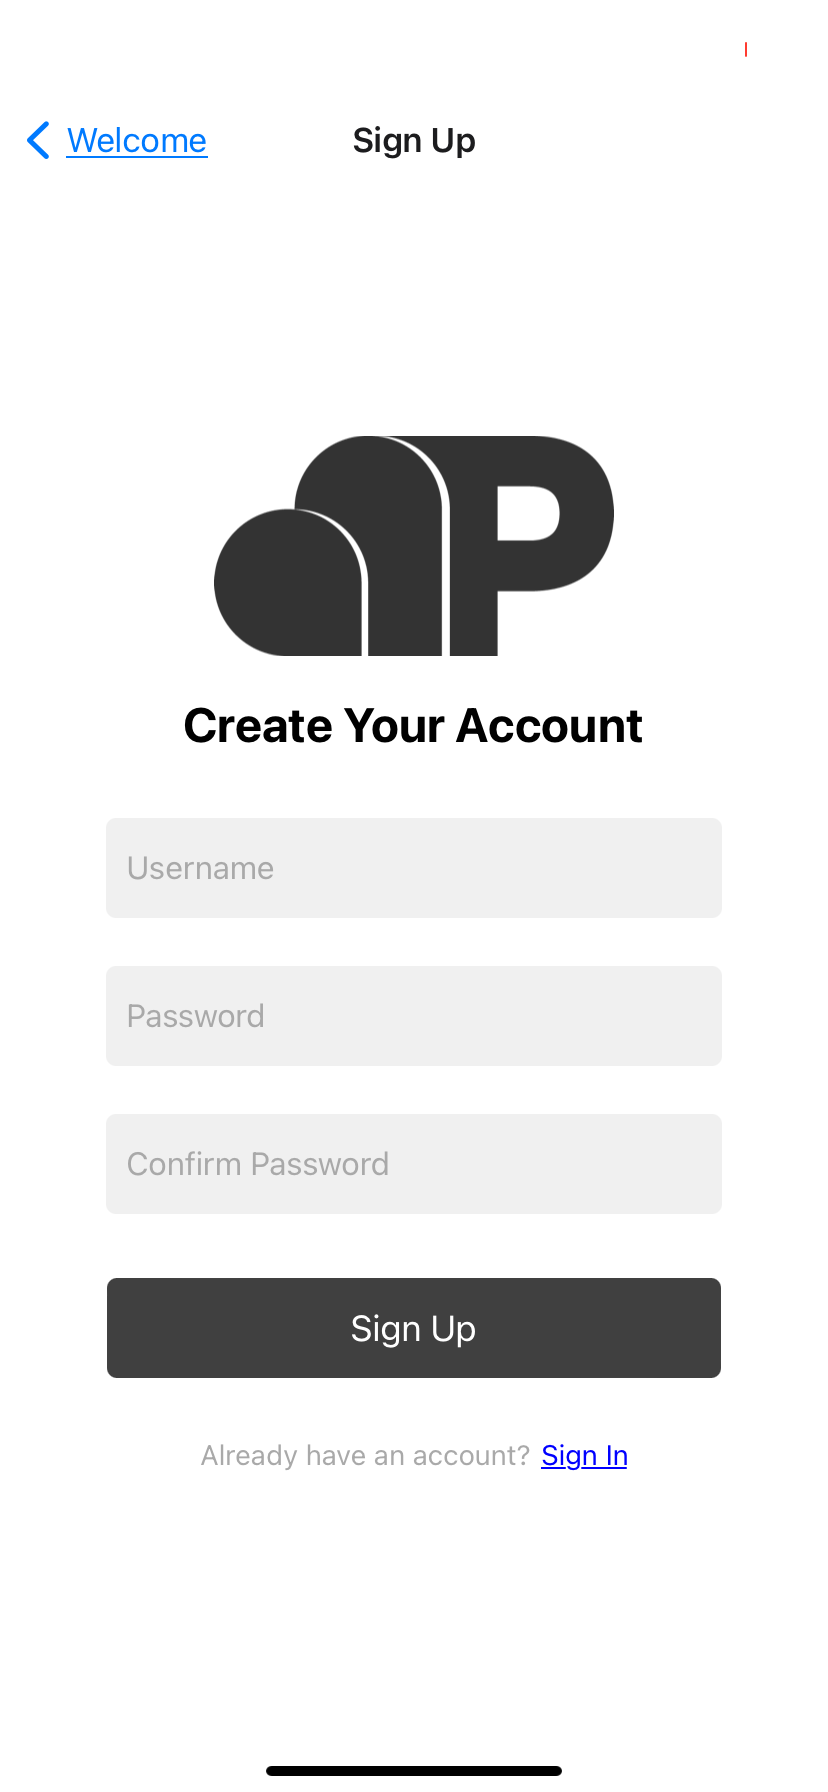 Welcome
Sign Up
P
Create Your Account
Username
Password
Confirm Password
Sign Up
Already have an account? Sign In